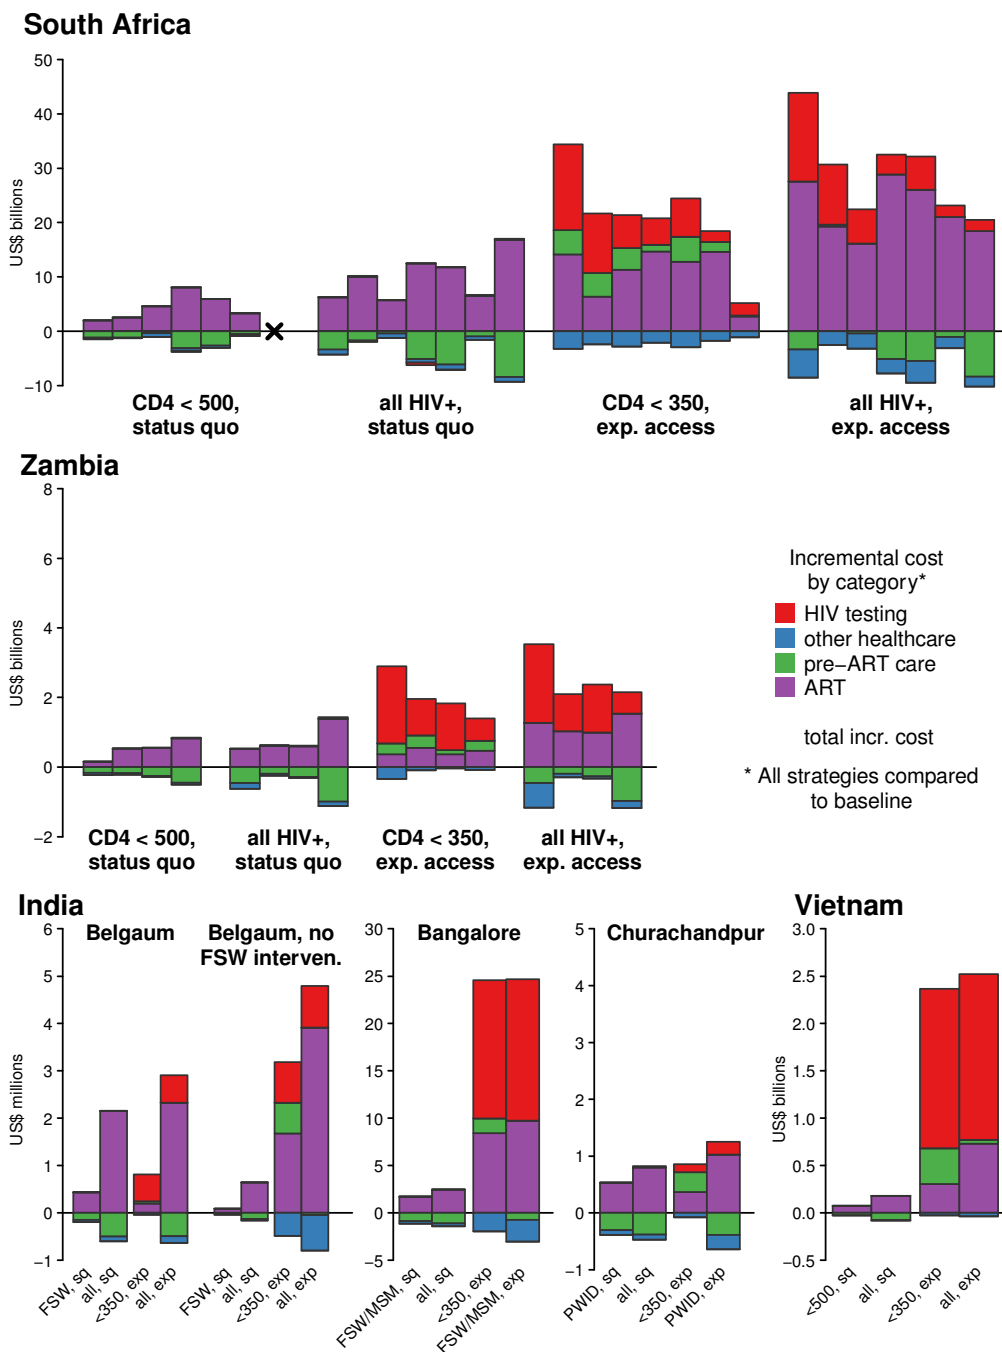 South Africa
50
40
30
20
10
0
−10
US$ billions
CD4 < 500,
status quo
all HIV+,
status quo
CD4 < 350,
exp. access
all HIV+,
exp. access
Zambia
8
6
4
2
0
−2
US$ billions
CD4 < 500,
status quo
all HIV+,
status quo
CD4 < 350,
exp. access
all HIV+,
exp. access
Incremental cost
by category*
HIV testing
other healthcare
pre−ART care
ART
total incr. cost
* All strategies compared
to baseline
India
Belgaum
Belgaum, no
FSW interven.
6
5
4
3
2
1
0
−1
US$ millions
FSW, sq
all, sq
<350, exp
all, exp
FSW, sq
all, sq
<350, exp
all, exp
Bangalore
30
25
20
15
10
5
0
−5
FSW/MSM, sq
all, sq
<350, exp
FSW/MSM, exp
Churachandpur
5
4
3
2
1
0
−1
PWID, sq
all, sq
<350, exp
PWID, exp
Vietnam
3.0
2.5
2.0
1.5
1.0
0.5
0.0
−0.5
US$ billions
<500, sq
all, sq
<350, exp
all, exp